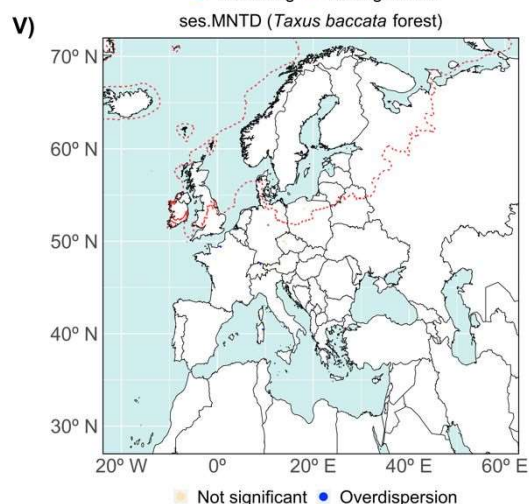 V)
ses.MNTD (Taxus baccata forest)
70º N
60º N
50º N
40º N
30º N
20º W 0º 20º E 40º E 60º E
Not significant Overdispersion